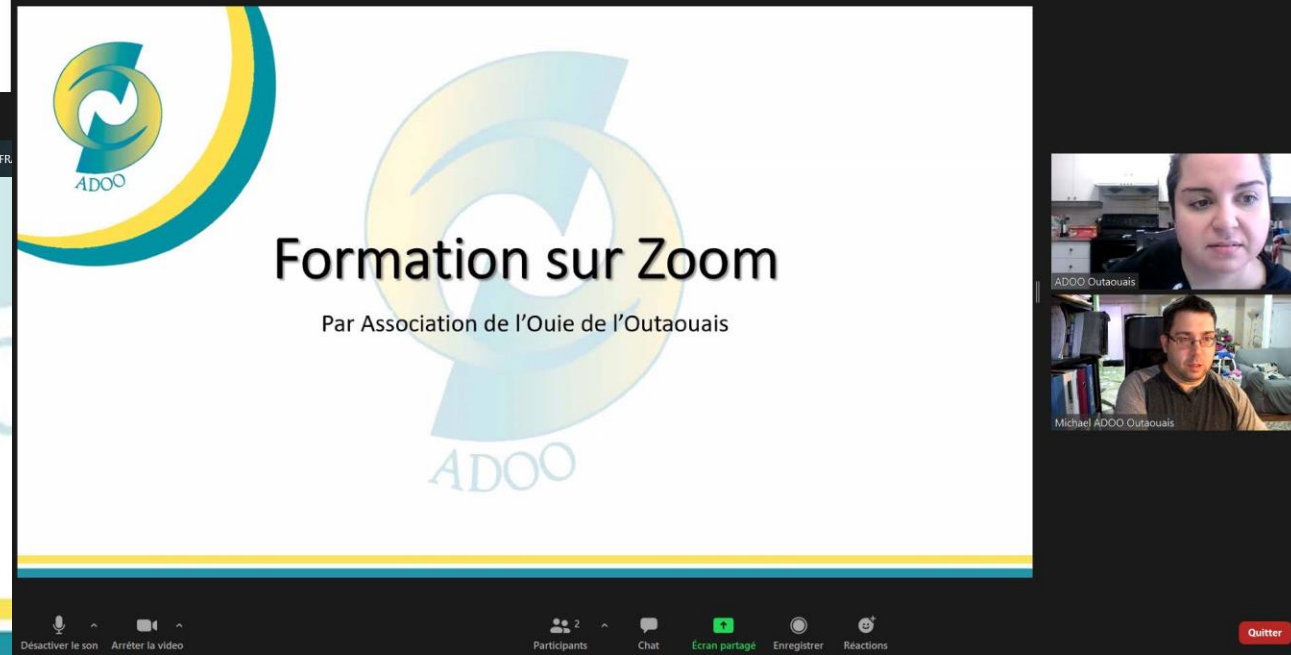 ADOO
Formation sur Zoom
Par Association de l'Ouie de l'Outaouais
ADOO
ADOO Outaouais
Michael ADOO Outaouais
Désactiver le son
Arrêter la video
2
Participants
Chat
Écran partagé
Enregistrer
Réactions
Quitter